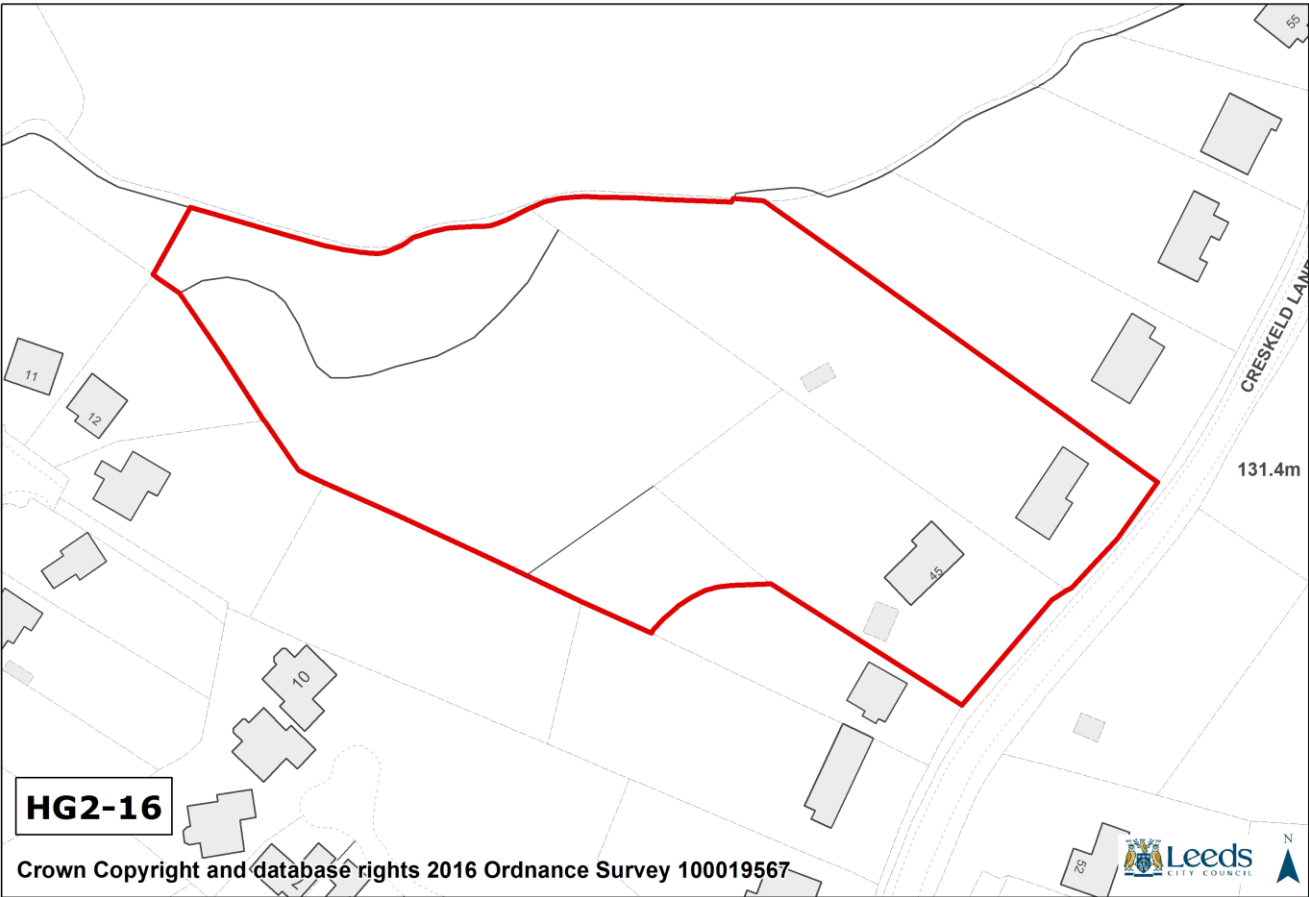 55
11
12
CRESKELD LANE
131.4m
45
10
HG2-16
52
7
Crown Copyright and database rights 2016 Ordnance Survey 100019567
Leeds
CITY COUNCIL
N